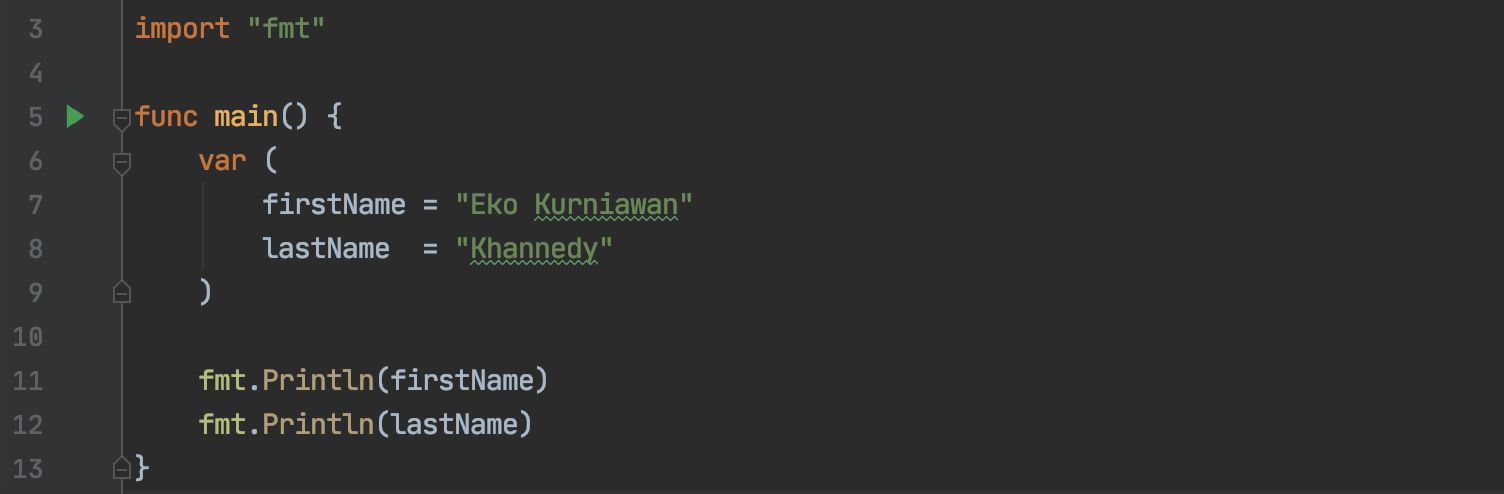 3 import "fmt"
4
5 func main() {
6     var (
7         firstName = "Eko Kurniawan"
8         lastName  = "Khannedy"
9     )
10
11     fmt.Println(firstName)
12     fmt.Println(lastName)
13 }